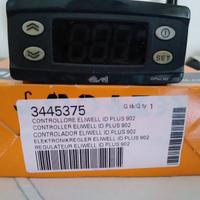 SET
3445375
Q.tà/Q.ty 1
CONTROLLORE ELIWELL ID PLUS 902
CONTROLLER ELIWELL ID PLUS 902
CONTROLADOR ELIWELL ID PLUS 902
ELEKTRONIKREGLER ELIWELL ID PLUS 902
REGULATEUR ELIWELL ID PLUS 902